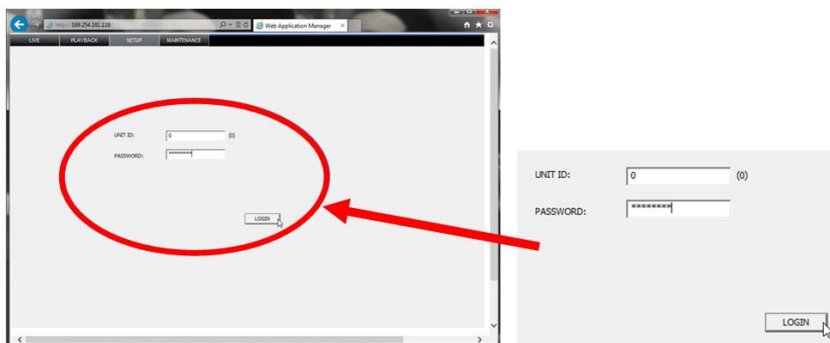 http://169.254.181.118/
Web Application Manager
LIVE PLAYBACK SETUP MAINTENANCE
UNIT ID: 0 (0)
PASSWORD: ********
LOGIN
UNIT ID: 0 (0)
PASSWORD: ********
LOGIN